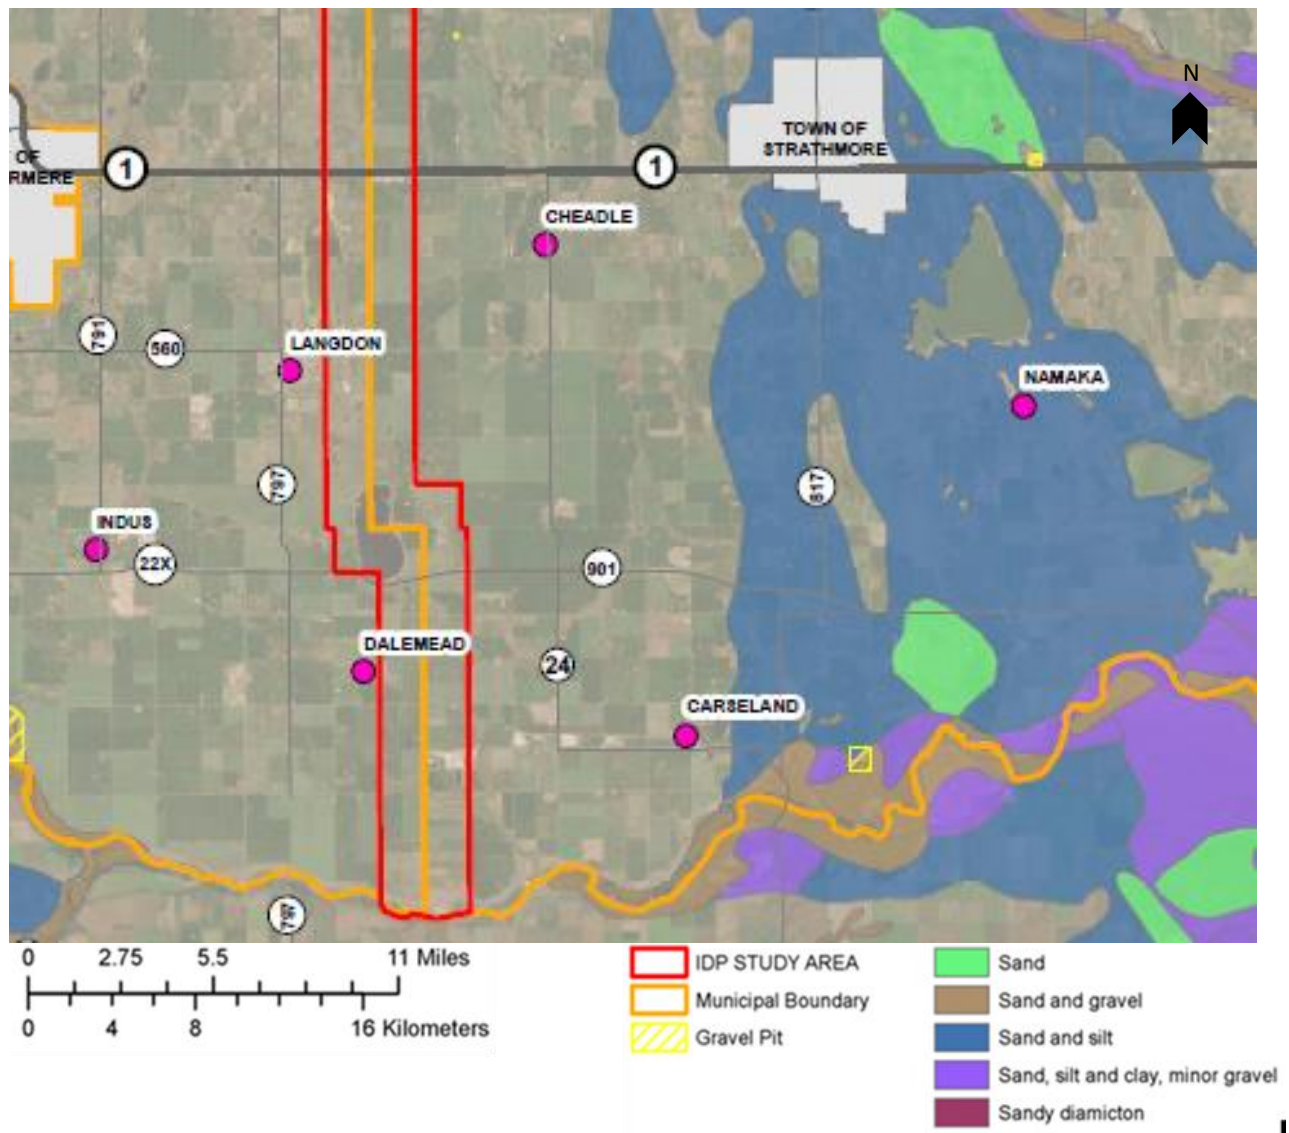 N
TOWN OF
STRATHMORE
OF
RMERE
1
1
CHEADLE
791
560
LANGDON
NAMAKA
797
817
INDUS
22X
901
DALEMEAD
24
CARSELAND
797
0 2.75 5.5 11 Miles
0 4 8 16 Kilometers
IDP STUDY AREA
Municipal Boundary
Gravel Pit
Sand
Sand and gravel
Sand and silt
Sand, silt and clay, minor gravel
Sandy diamicton